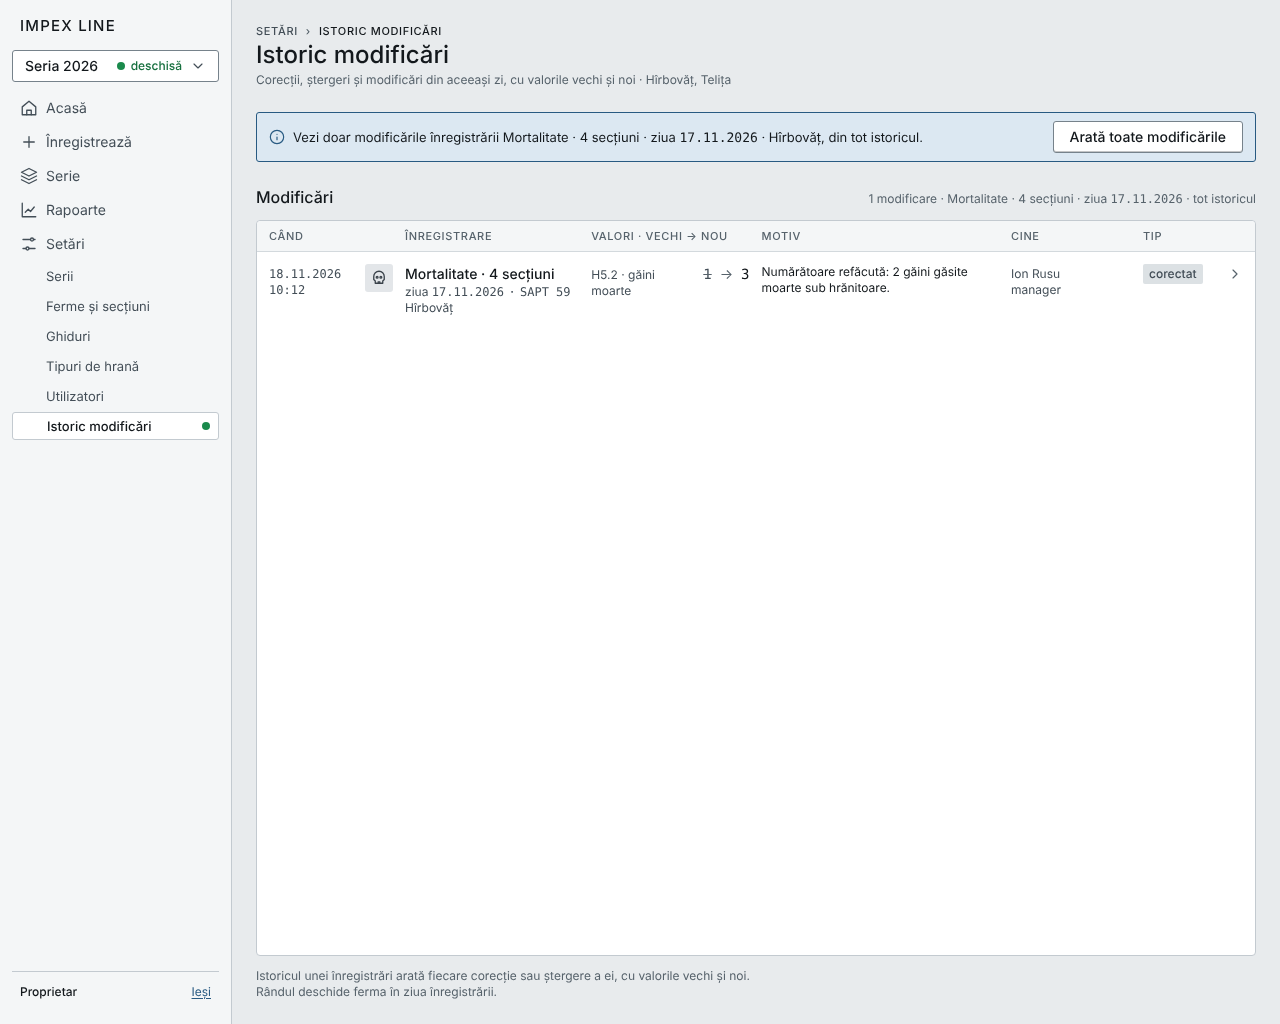 IMPEX LINE
Seria 2026 deschisă
Acasă
Înregistrează
Serie
Rapoarte
Setări
Serii
Ferme și secțiuni
Ghiduri
Tipuri de hrană
Utilizatori
Istoric modificări
Proprietar Ieși
SETĂRI › ISTORIC MODIFICĂRI
Istoric modificări
Corecții, ștergeri și modificări din aceeași zi, cu valorile vechi și noi · Hîrbovăț, Telița
Vezi doar modificările înregistrării Mortalitate · 4 secțiuni · ziua 17.11.2026 · Hîrbovăț, din tot istoricul.
Arată toate modificările
Modificări
1 modificare · Mortalitate · 4 secțiuni · ziua 17.11.2026 · tot istoricul
CÂND ÎNREGISTRARE VALORI · VECHI → NOU MOTIV CINE TIP
18.11.2026
10:12
Mortalitate · 4 secțiuni
ziua 17.11.2026 · SAPT 59
Hîrbovăț
H5.2 · găini
moarte
1 → 3
Numărătoare refăcută: 2 găini găsite
moarte sub hrănitoare.
Ion Rusu
manager
corectat
Istoricul unei înregistrări arată fiecare corecție sau ștergere a ei, cu valorile vechi și noi.
Rândul deschide ferma în ziua înregistrării.